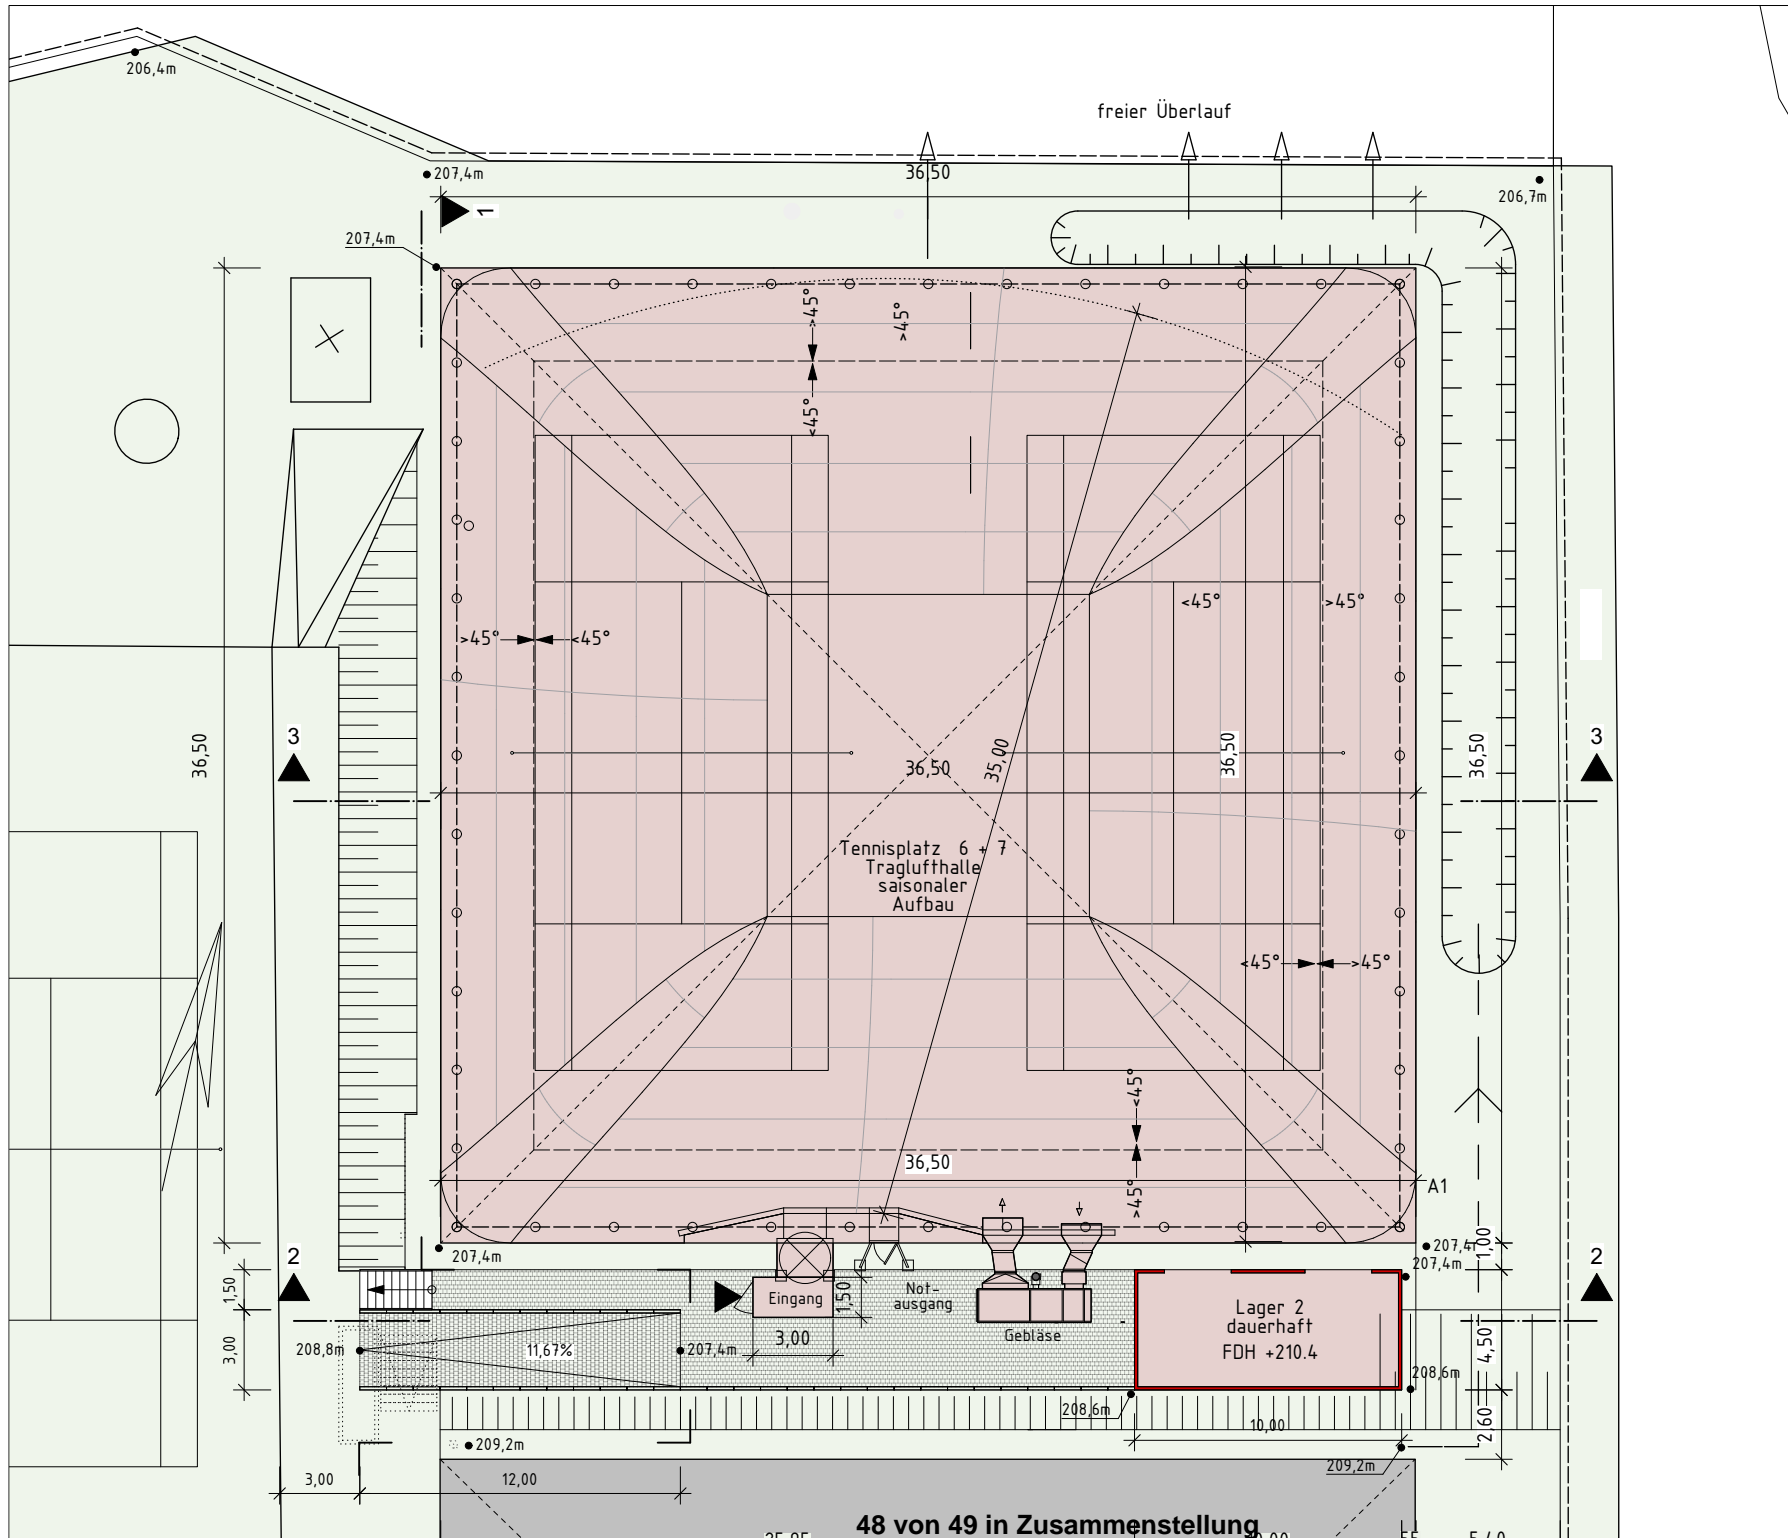 206,4m
freier Überlauf
207,4m
36,50
206,7m
1
207,4m
>45°
>45°
<45°
<45°
>45°
>45°
<45°
3
3
36,50
36,50
35,00
36,50
36,50
Tennisplatz 6 + 7
Traglufthalle
saisonaler
Aufbau
<45°
>45°
<45°
36,50
>45°
A1
207,4m
1,00
207,4m
2
2
1,50
Eingang
1,50
Not-
ausgang
Lager 2
dauerhaft
FDH +210.4
Gebläse
3,00
3,00
208,8m
11,67%
207,4m
4,50
208,6m
208,6m
10,00
2,60
209,2m
209,2m
3,00
12,00
48 von 49 in Zusammenstellung